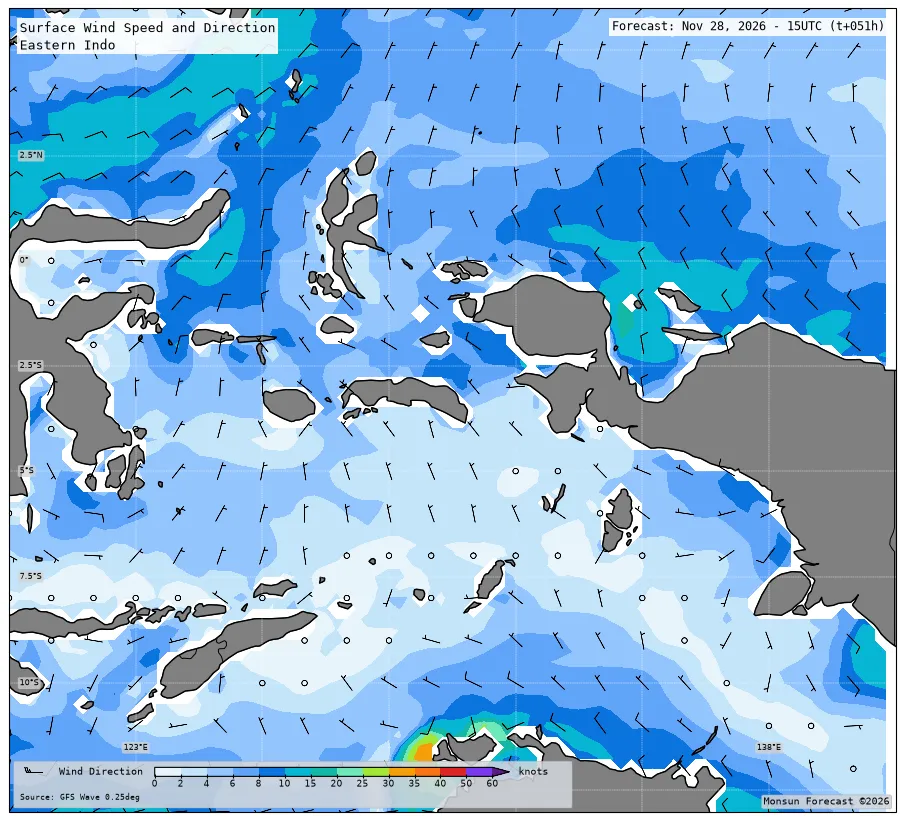 Surface Wind Speed and Direction
Eastern Indo
Forecast: Nov 28, 2026 - 15UTC (t+051h)
2.5°N
0°
2.5°S
5°S
7.5°S
10°S
123°E
138°E
Wind Direction
knots
0 2 4 6 8 10 15 20 25 30 35 40 50 60
Source: GFS Wave 0.25deg
Monsun Forecast ©2026